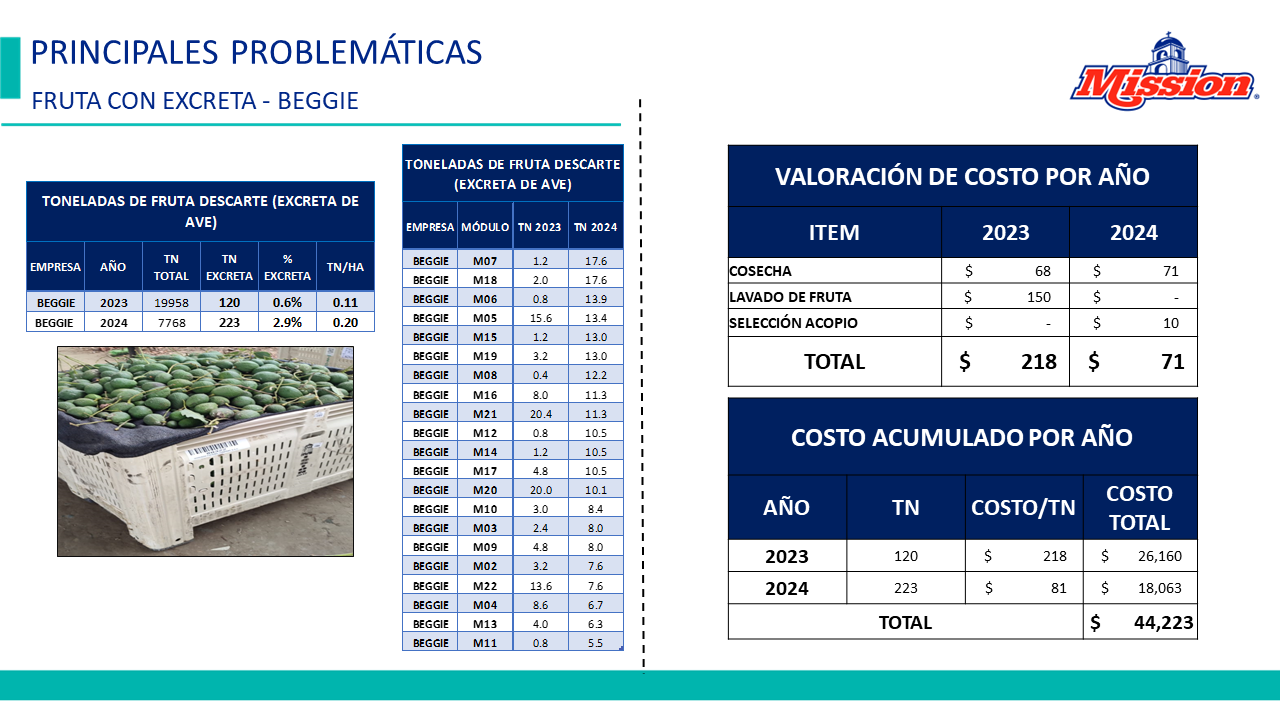 PRINCIPALES PROBLEMÁTICAS
FRUTA CON EXCRETA - BEGGIE
Mission®
TONELADAS DE FRUTA DESCARTE (EXCRETA DE
AVE)
EMPRESA AÑO TN TOTAL TN EXCRETA % EXCRETA TN/HA
BEGGIE 2023 19958 120 0.6% 0.11
BEGGIE 2024 7768 223 2.9% 0.20
TONELADAS DE FRUTA DESCARTE
(EXCRETA DE AVE)
EMPRESA MÓDULO TN 2023 TN 2024
BEGGIE M07 1.2 17.6
BEGGIE M18 2.0 17.6
BEGGIE M06 0.8 13.9
BEGGIE M05 15.6 13.4
BEGGIE M15 1.2 13.0
BEGGIE M19 3.2 13.0
BEGGIE M08 0.4 12.2
BEGGIE M16 8.0 11.3
BEGGIE M21 20.4 11.3
BEGGIE M12 0.8 10.5
BEGGIE M14 1.2 10.5
BEGGIE M17 4.8 10.5
BEGGIE M20 20.0 10.1
BEGGIE M10 3.0 8.4
BEGGIE M03 2.4 8.0
BEGGIE M09 4.8 8.0
BEGGIE M02 3.2 7.6
BEGGIE M22 13.6 7.6
BEGGIE M04 8.6 6.7
BEGGIE M13 4.0 6.3
BEGGIE M11 0.8 5.5
VALORACIÓN DE COSTO POR AÑO
ITEM 2023 2024
COSECHA $ 68 $ 71
LAVADO DE FRUTA $ 150 $ -
SELECCIÓN ACOPIO $ - $ 10
TOTAL $ 218 $ 71
COSTO ACUMULADO POR AÑO
AÑO TN COSTO/TN COSTO TOTAL
2023 120 $ 218 $ 26,160
2024 223 $ 81 $ 18,063
TOTAL $ 44,223